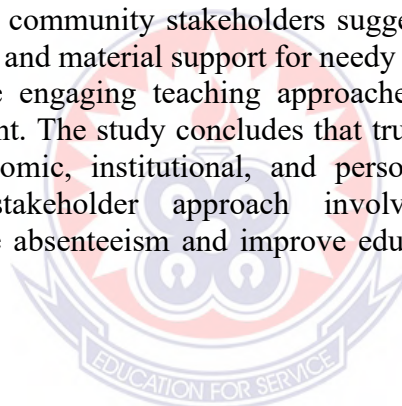 community stakeholders sugge
and material support for needy
engaging teaching approache
nt. The study concludes that tru
omic, institutional, and perso
stakeholder approach involv
absenteeism and improve edu
EDUCATION FOR SERVICE